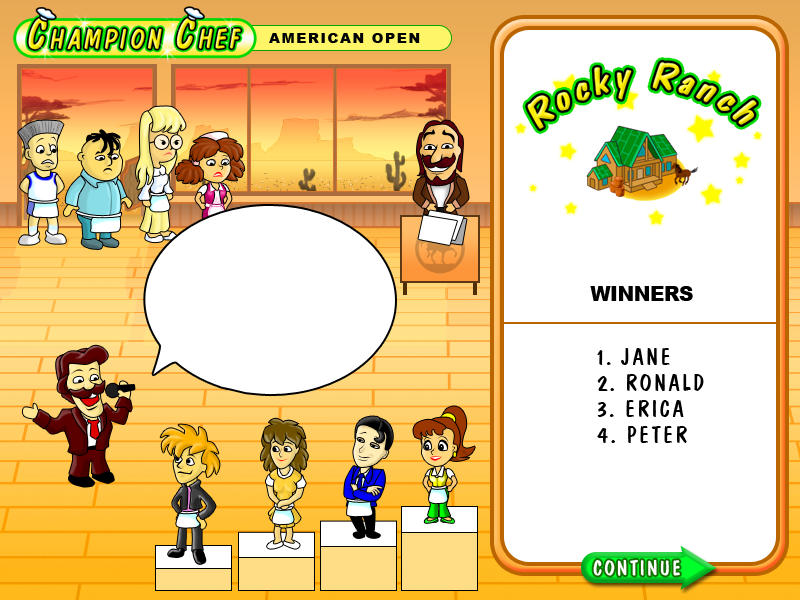 CHAMPION CHEF
AMERICAN OPEN
Rocky Ranch
WINNERS
1. JANE
2. RONALD
3. ERICA
4. PETER
CONTINUE